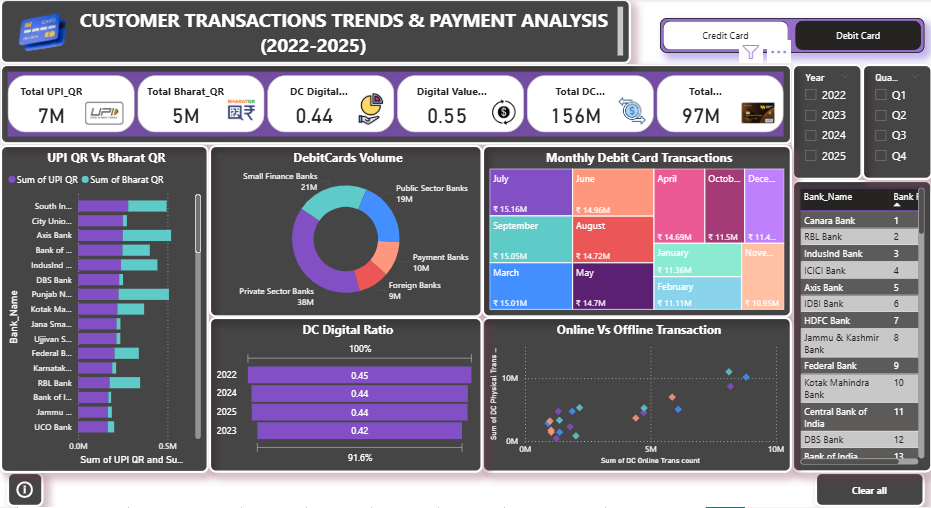 CUSTOMER TRANSACTIONS TRENDS & PAYMENT ANALYSIS
(2022-2025)
Credit Card
Debit Card
Total UPI_QR
7M
UPI
Total Bharat_QR
5M
BHARATQR
DC Digital...
0.44
Digital Value...
0.55
Total DC...
156M
Total...
97M
Year
2022
2023
2024
2025
Qua...
Q1
Q2
Q3
Q4
UPI QR Vs Bharat QR
Sum of UPI QR
Sum of Bharat QR
Bank_Name
South In...
City Unio...
Axis Bank
Bank of ...
IndusInd ...
DBS Bank
Punjab N...
Kotak Ma...
Jana Sma...
Ujjivan S...
Federal B...
Karnatak...
RBL Bank
Bank of I...
Jammu ...
UCO Bank
0.0M
0.5M
Sum of UPI QR and Su...
DebitCards Volume
Small Finance Banks
21M
Public Sector Banks
19M
Payment Banks
10M
Foreign Banks
9M
Private Sector Banks
38M
Monthly Debit Card Transactions
July
₹ 15.16M
September
₹ 15.05M
March
₹ 15.01M
June
₹ 14.96M
August
₹ 14.72M
May
₹ 14.7M
April
₹ 14.69M
Octob...
₹ 11.5M
Dece...
₹ 11.4...
January
₹ 11.36M
February
₹ 11.11M
Nove...
₹ 10.95M
DC Digital Ratio
100%
2022
0.45
2024
0.44
2025
0.44
2023
0.42
91.6%
Online Vs Offline Transaction
Sum of DC Physical Trans ...
10M
0M
0M
5M
10M
Sum of DC Online Trans count
Bank_Name
Bank R
Canara Bank 1
RBL Bank 2
IndusInd Bank 3
ICICI Bank 4
Axis Bank 5
IDBI Bank 6
HDFC Bank 7
Jammu & Kashmir 8
Bank
Federal Bank 9
Kotak Mahindra 10
Bank
Central Bank of 11
India
DBS Bank 12
Bank of India 13
Clear all